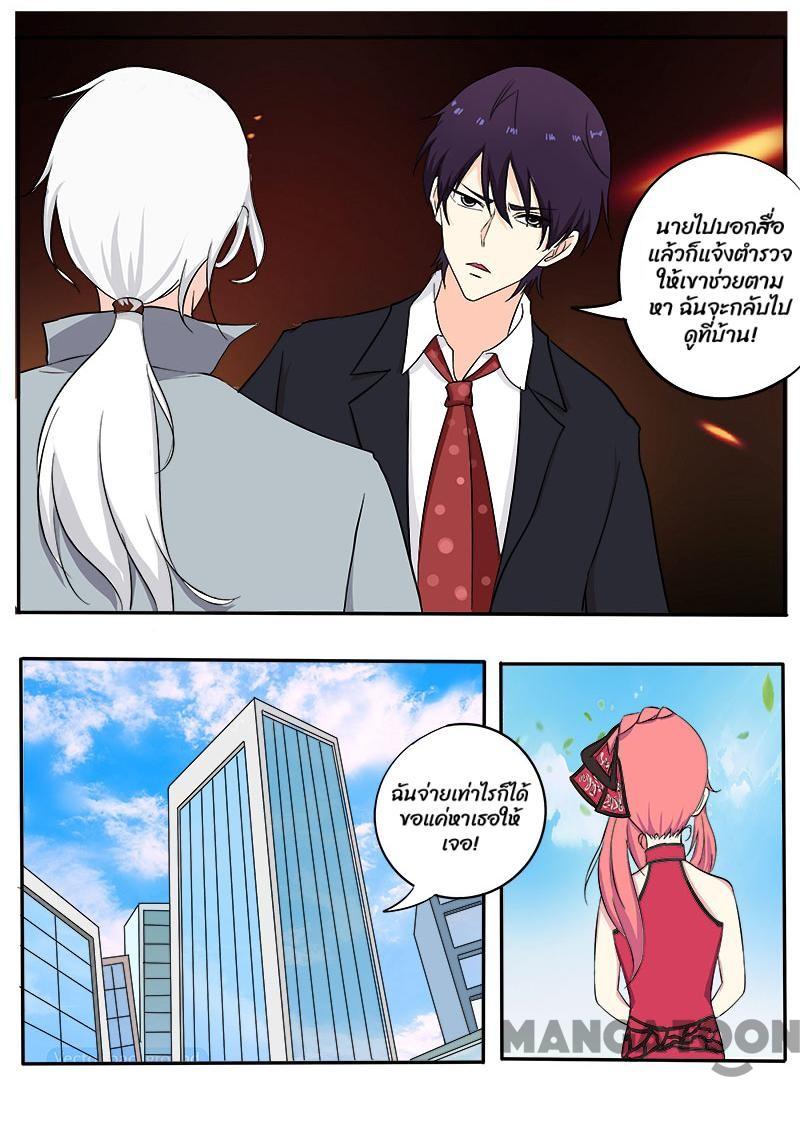 นายไปบอกสื่อ
แล้วก็แจ้งตำรวจ
ให้เขาช่วยตาม
หา ฉันจะกลับไป
ดูที่บ้าน!
ฉันจ่ายเท่าไรก็ได้
ขอแค่หาเธอให้
เจอ!
MANGATOON
Vector background